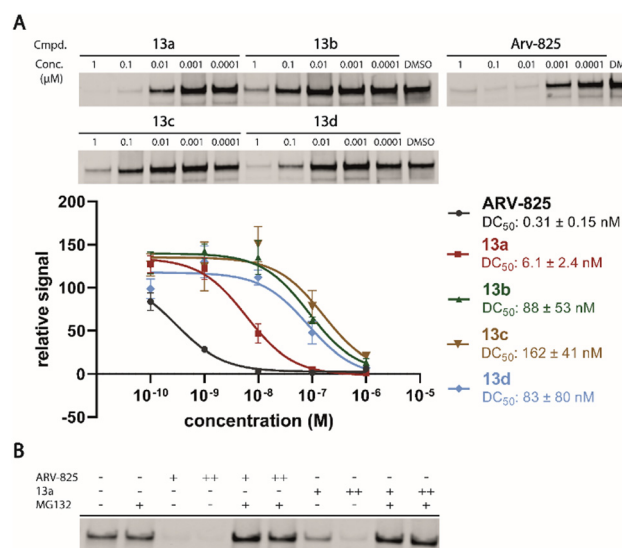 A
Cmpd. 13a 13b Arv-825
Conc. (μM) 1 0.1 0.01 0.001 0.0001 1 0.1 0.01 0.001 0.0001 DMSO 1 0.1 0.01 0.001 0.0001
13c 13d
1 0.1 0.01 0.001 0.0001 1 0.1 0.01 0.001 0.0001 DMSO
relative signal
200
150
100
50
0
-50
10-10 10-9 10-8 10-7 10-6 10-5
concentration (M)
ARV-825
DC50: 0.31 ± 0.15 nM
13a
DC50: 6.1 ± 2.4 nM
13b
DC50: 88 ± 53 nM
13c
DC50: 162 ± 41 nM
13d
DC50: 83 ± 80 nM
B
ARV-825 - - + ++ + ++ - - - -
13a - - - - - - + ++ + ++
MG132 - + - - + + - - + +